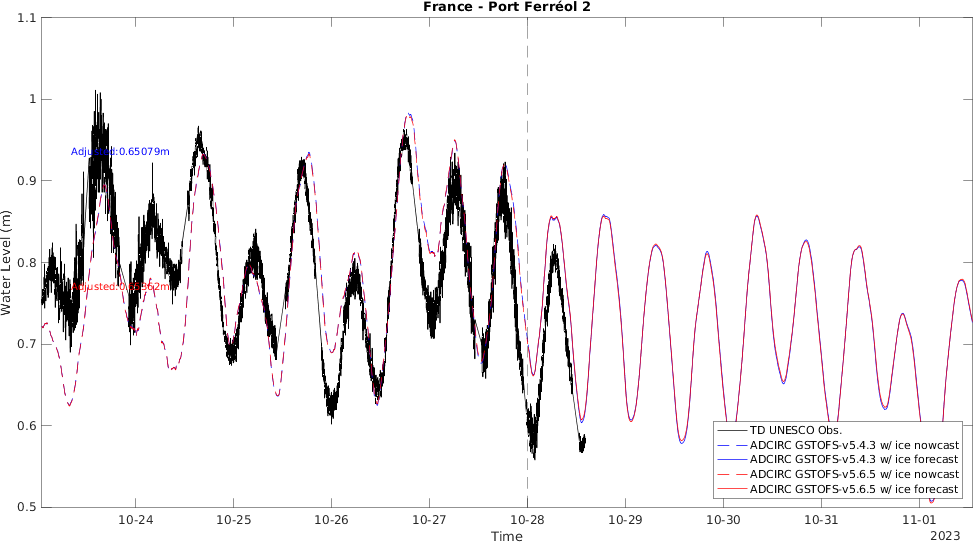 France - Port Ferréol 2
Water Level (m)
1.1
1
0.9
0.8
0.7
0.6
0.5
Adjusted:0.65079m
Adjusted:
10-24
10-25
10-26
10-27
10-28
10-29
10-30
10-31
11-01
Time
2023
TD UNESCO Obs.
ADCIRC GSTOFS-v5.4.3 w/ ice nowcast
ADCIRC GSTOFS-v5.4.3 w/ ice forecast
ADCIRC GSTOFS-v5.6.5 w/ ice nowcast
ADCIRC GSTOFS-v5.6.5 w/ ice forecast